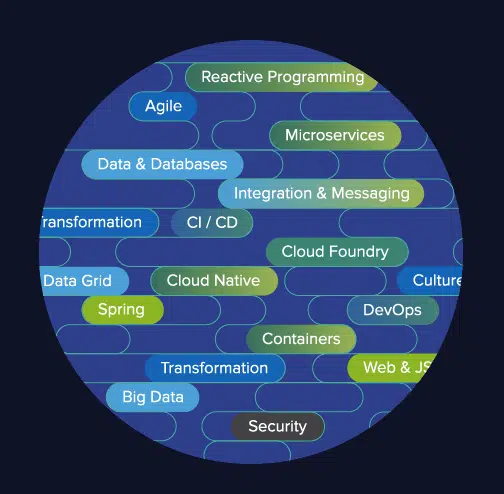 Reactive Programming
Agile
Microservices
Data & Databases
Integration & Messaging
ransformation
CI / CD
Cloud Foundry
Data Grid
Cloud Native
Culture
Spring
DevOps
Containers
Transformation
Web & JS
Big Data
Security